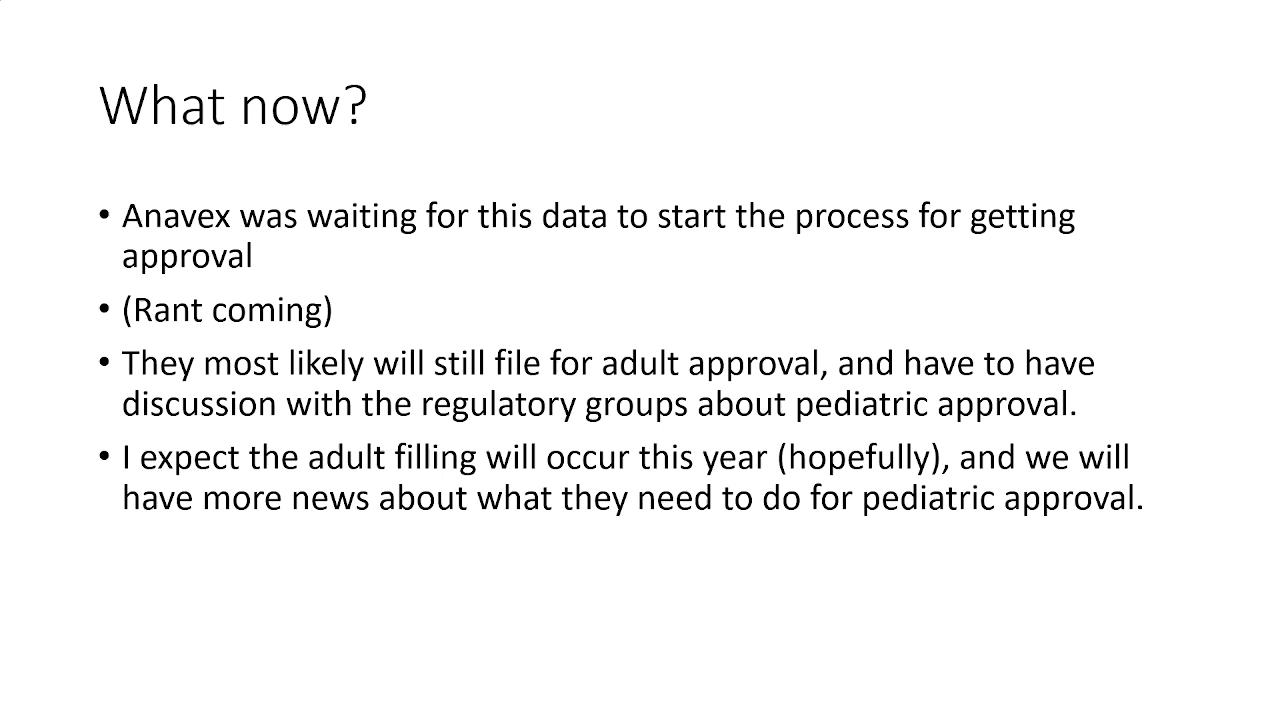 What now?
• Anavex was waiting for this data to start the process for getting
approval
• (Rant coming)
• They most likely will still file for adult approval, and have to have
discussion with the regulatory groups about pediatric approval.
• I expect the adult filling will occur this year (hopefully), and we will
have more news about what they need to do for pediatric approval.